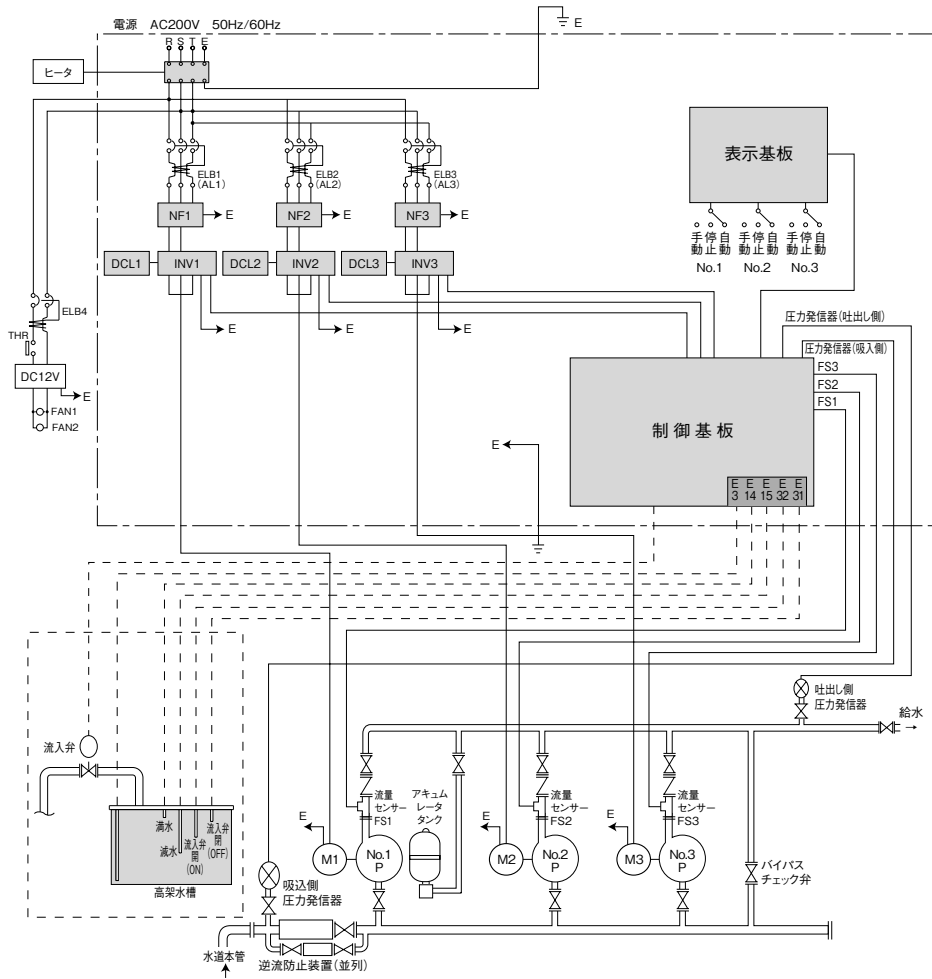 電源 AC200V 50Hz/60Hz
R S T E
E
ヒータ
表示基板
ELB1
(AL1)
ELB2
(AL2)
ELB3
(AL3)
NF1
E
NF2
E
NF3
E
手動 停止 自動
No.1
手動 停止 自動
No.2
手動 停止 自動
No.3
DCL1
INV1
DCL2
INV2
DCL3
INV3
ELB4
E
E
E
圧力発信器(吐出し側)
THR
圧力発信器(吸入側)
DC12V
FS3
E
FS2
FAN1
FS1
FAN2
制御基板
E
E3 E14 E15 E32 E31
吐出し側
圧力発信器
給水
→
流入弁
流量
センサー
FS1
アキュム
レータ
タンク
流量
センサー
FS2
流量
センサー
FS3
満水
減水
流入弁
開
(ON)
流入弁
閉
(OFF)
高架水槽
E
M1
No.1
P
E
M2
No.2
P
E
M3
No.3
P
バイパス
チェック弁
吸込側
圧力発信器
水道本管
逆流防止装置(並列)